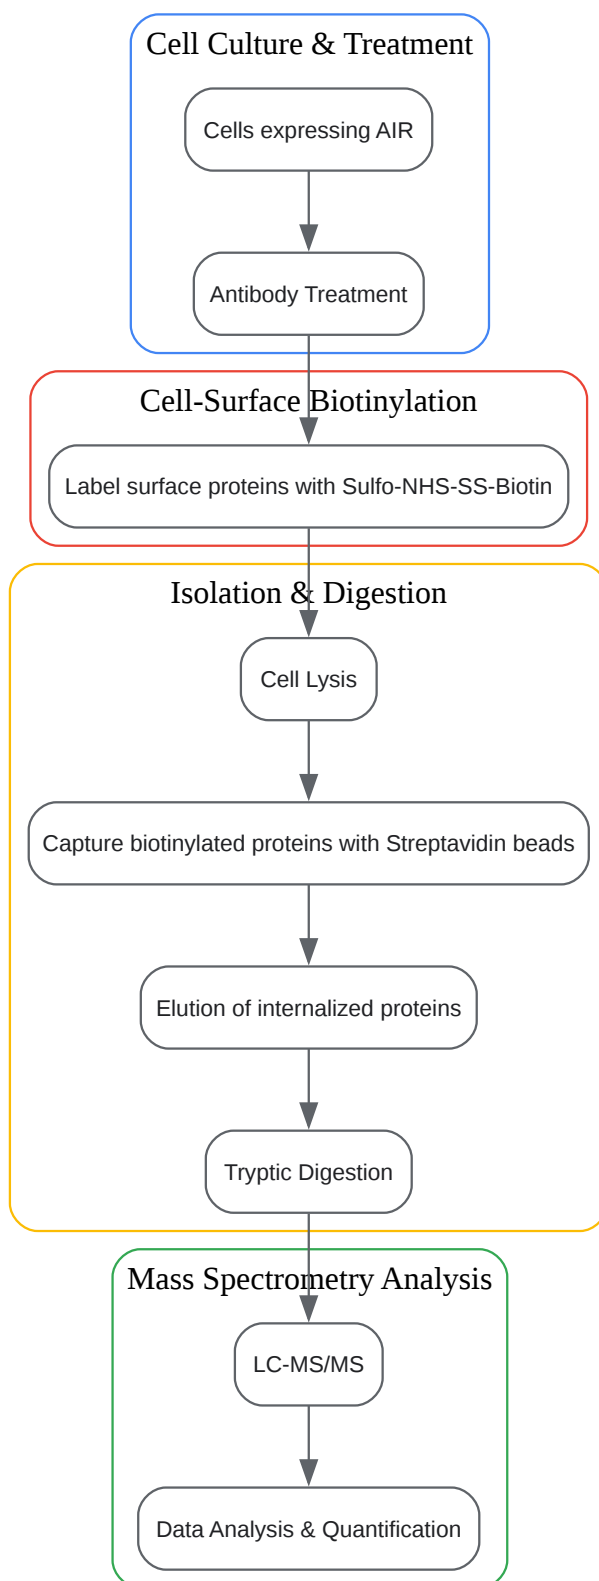 Cell Culture & Treatment
Cells expressing AIR
Antibody Treatment
Cell-Surface Biotinylation
Label surface proteins with Sulfo-NHS-SS-Biotin
Isolation & Digestion
Cell Lysis
Capture biotinylated proteins with Streptavidin beads
Elution of internalized proteins
Tryptic Digestion
Mass Spectrometry Analysis
LC-MS/MS
Data Analysis & Quantification